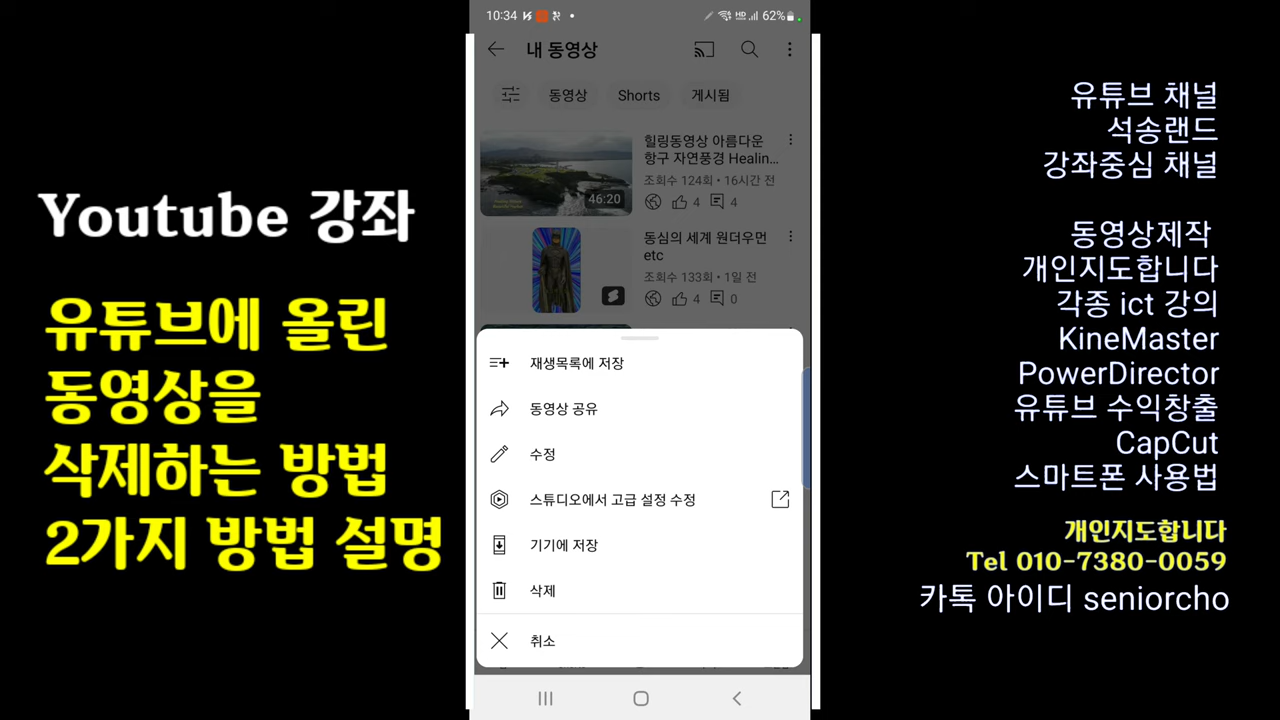 Youtube 강좌
유튜브에 올린
동영상을
삭제하는 방법
2가지 방법 설명
10:34
62%
내 동영상
동영상
Shorts
게시됨
46:20
힐링동영상 아름다운
항구 자연풍경 Healin...
조회수 124회 • 16시간 전
4
4
동심의 세계 원더우먼
etc
조회수 133회 • 1일 전
4
0
재생목록에 저장
동영상 공유
수정
스튜디오에서 고급 설정 수정
기기에 저장
삭제
취소
유튜브 채널
석송랜드
강좌중심 채널
동영상제작
개인지도합니다
각종 ict 강의
KineMaster
PowerDirector
유튜브 수익창출
CapCut
스마트폰 사용법
개인지도합니다
Tel 010-7380-0059
카톡 아이디 seniorcho